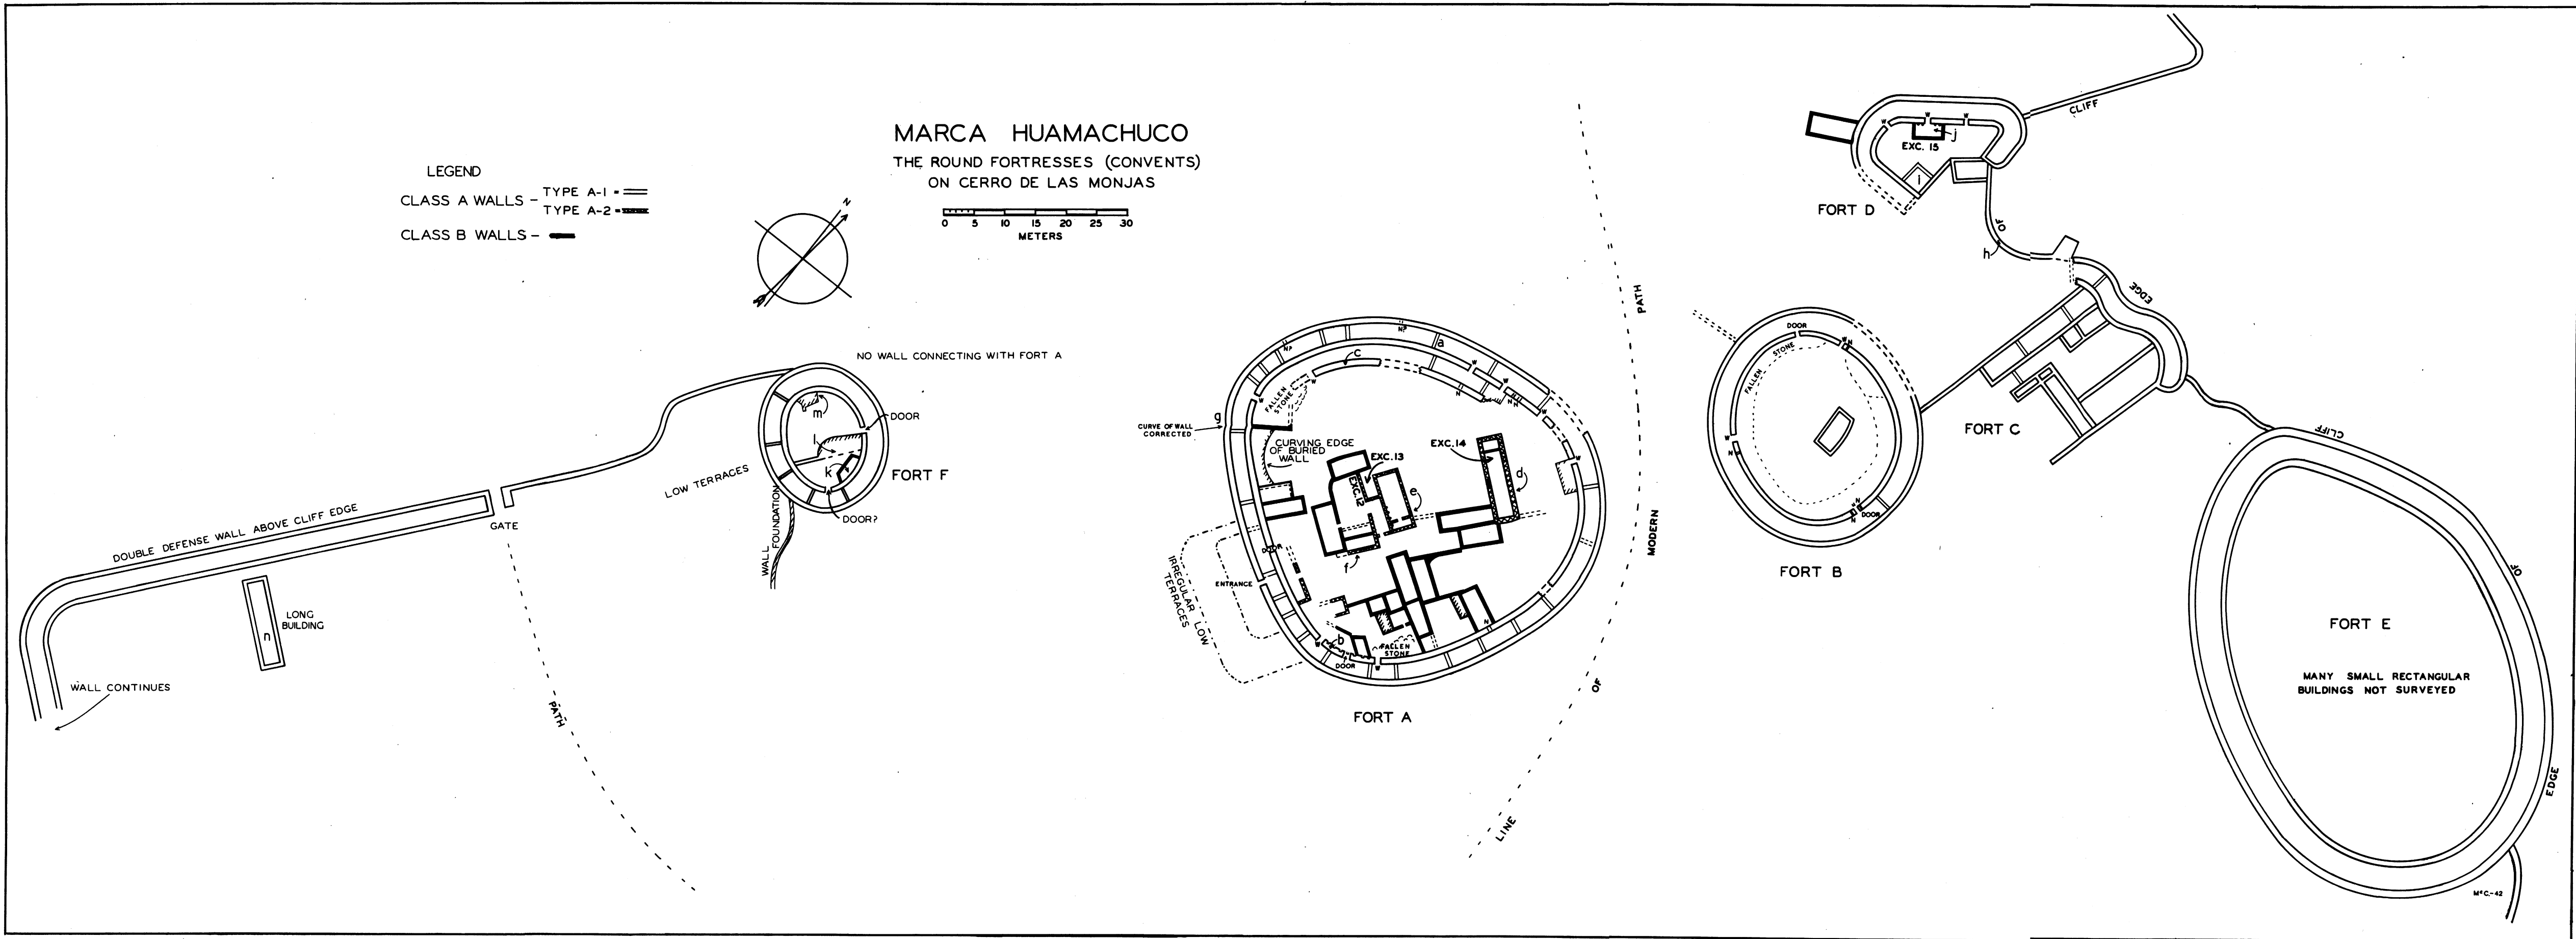 MARCA HUAMACHUCO
THE ROUND FORTRESSES (CONVENTS)
ON CERRO DE LAS MONJAS
0 5 10 15 20 25 30
METERS
LEGEND
CLASS A WALLS - TYPE A-1 =
TYPE A-2 =
CLASS B WALLS -
N
NO WALL CONNECTING WITH FORT A
DOUBLE DEFENSE WALL ABOVE CLIFF EDGE
GATE
LONG
BUILDING
n
WALL CONTINUES
PATH
LOW TERRACES
WALL
FOUNDATION
m
l
k
DOOR
DOOR?
FORT F
CURVE OF WALL
CORRECTED
g
N?
N?
a
c
W
W
W
W
W
N
N
N
W
FALLEN
STONE
CURVING EDGE
OF BURIED
WALL
EXC. 13
EXC. 12
EXC. 14
e
d
f
DOOR
ENTRANCE
IRREGULAR LOW
TERRACES
W
b
DOOR
W
FALLEN
STONE
N
FORT A
LINE OF MODERN PATH
DOOR
W N
FALLEN STONE
W
N
N
DOOR
N
FORT B
FORT C
W
W
W
j
EXC. 15
FORT D
h
CLIFF
OF
EDGE
CLIFF
OF
EDGE
FORT E
MANY SMALL RECTANGULAR
BUILDINGS NOT SURVEYED
McC.-42